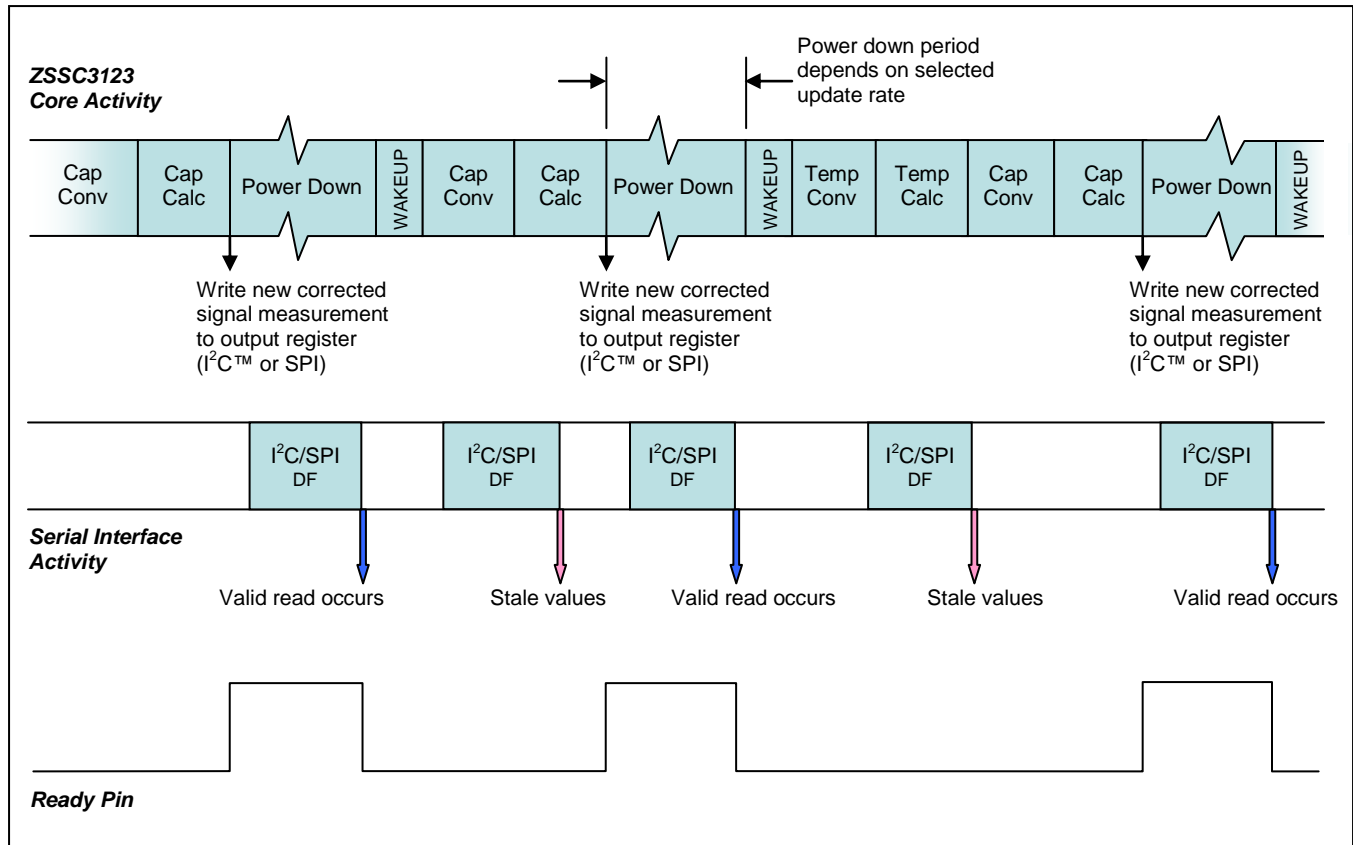 ZSSC3123
Core Activity
Power down period
depends on selected
update rate
Cap
Conv
Cap
Calc
Power Down
WAKEUP
Cap
Conv
Cap
Calc
Power Down
WAKEUP
Temp
Conv
Temp
Calc
Cap
Conv
Cap
Calc
Power Down
WAKEUP
Write new corrected
signal measurement
to output register
(I²C™ or SPI)
Write new corrected
signal measurement
to output register
(I²C™ or SPI)
Write new corrected
signal measurement
to output register
(I²C™ or SPI)
I²C/SPI
DF
I²C/SPI
DF
I²C/SPI
DF
I²C/SPI
DF
I²C/SPI
DF
Serial Interface
Activity
Valid read occurs
Stale values
Valid read occurs
Stale values
Valid read occurs
Ready Pin